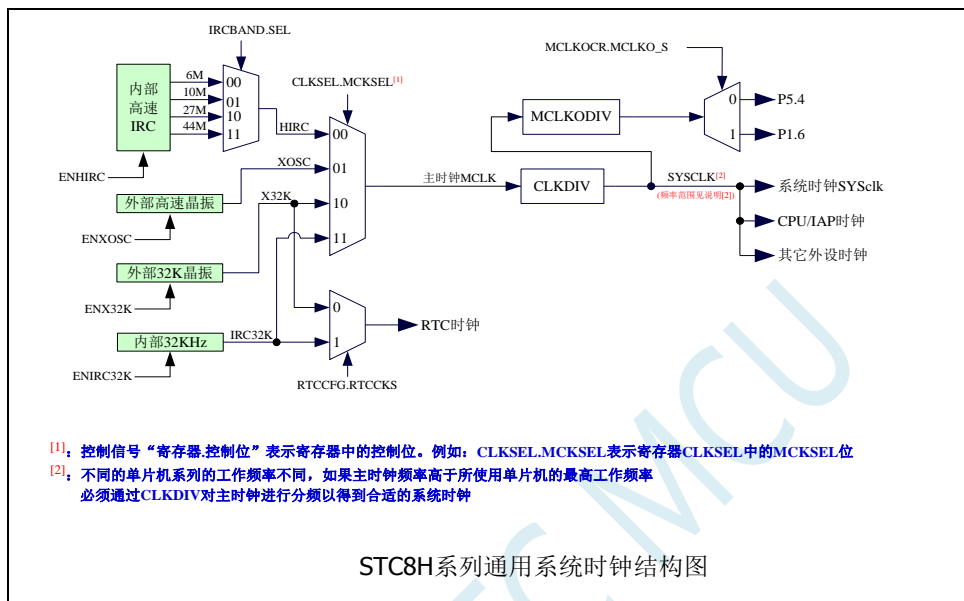 IRCBAND.SEL
MCLKOCR.MCLKO_S
CLKSEL.MCKSEL[1]
内部
高速
IRC
6M
10M
27M
44M
00
01
10
11
HIRC
ENHIRC
XOSC
外部高速晶振
ENXOSC
X32K
外部32K晶振
ENX32K
内部32KHz
IRC32K
ENIRC32K
00
01
10
11
主时钟MCLK
CLKDIV
MCLKODIV
0
1
P5.4
P1.6
SYSCLK[2]
(频率范围见说明[2])
系统时钟SYSclk
CPU/IAP时钟
其它外设时钟
0
1
RTC时钟
RTCCFG.RTCCKS
[1]：控制信号“寄存器.控制位”表示寄存器中的控制位。例如：CLKSEL.MCKSEL表示寄存器CLKSEL中的MCKSEL位
[2]：不同的单片机系列的工作频率不同，如果主时钟频率高于所使用单片机的最高工作频率
必须通过CLKDIV对主时钟进行分频以得到合适的系统时钟
STC8H系列通用系统时钟结构图
MCU